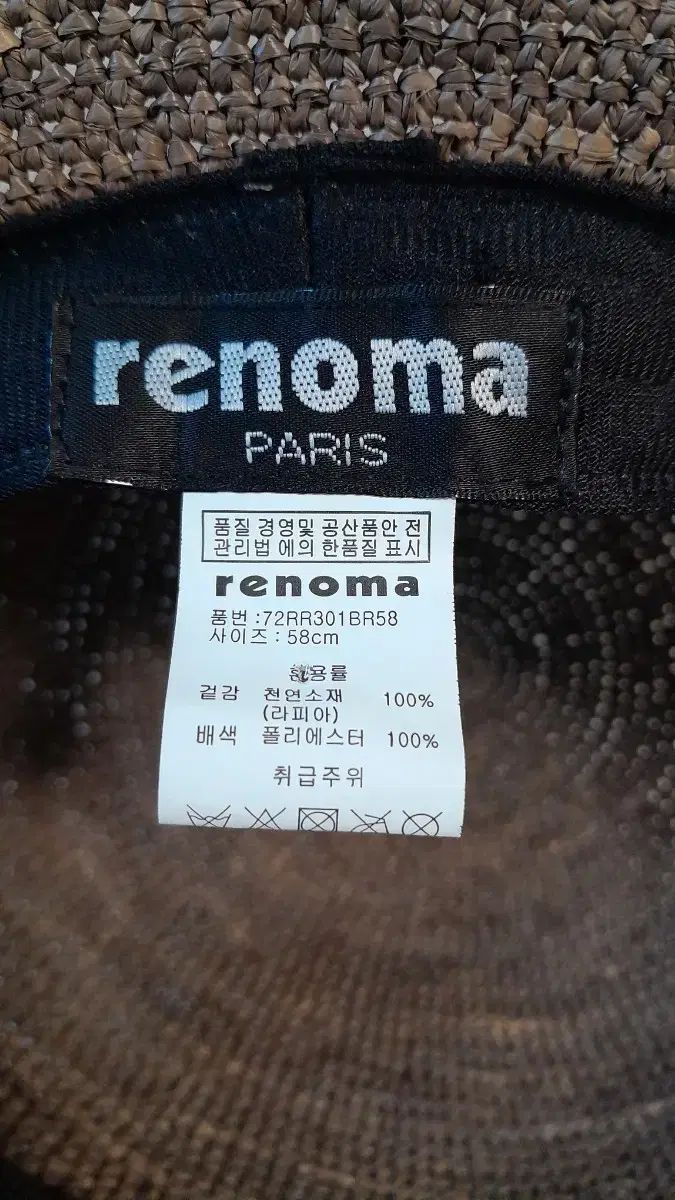 renoma
PARIS
품질 경영및 공산품안 전
관리법 에의 한품질 표시
renoma
품번 :72RR301BR58
사이즈 : 58cm
용률
겉감 천연소재 100%
(라피아)
배색 폴리에스터 100%
취급주위